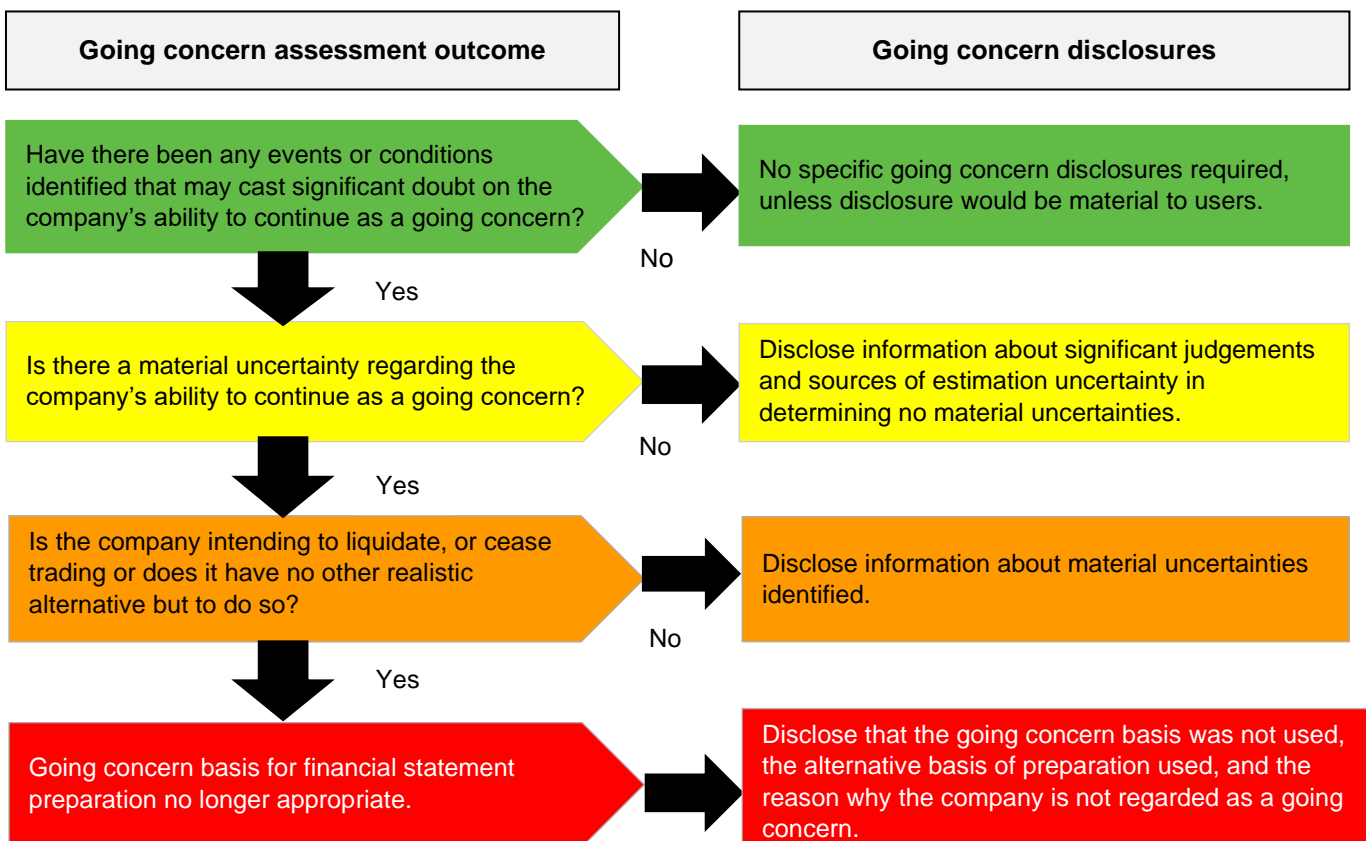 Going concern assessment outcome
Going concern disclosures
Have there been any events or conditions
identified that may cast significant doubt on the
company’s ability to continue as a going concern?
No
No specific going concern disclosures required,
unless disclosure would be material to users.
Yes
Is there a material uncertainty regarding the
company’s ability to continue as a going concern?
No
Disclose information about significant judgements
and sources of estimation uncertainty in
determining no material uncertainties.
Yes
Is the company intending to liquidate, or cease
trading or does it have no other realistic
alternative but to do so?
No
Disclose information about material uncertainties
identified.
Yes
Going concern basis for financial statement
preparation no longer appropriate.
Disclose that the going concern basis was not used,
the alternative basis of preparation used, and the
reason why the company is not regarded as a going
concern.